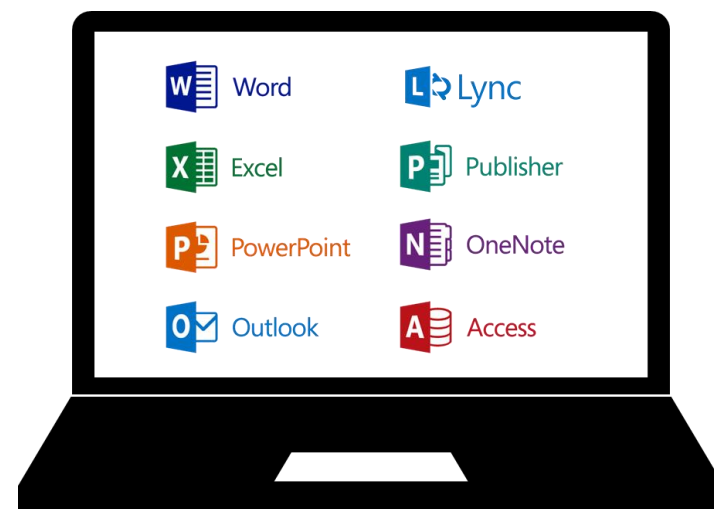 Word
Excel
PowerPoint
Outlook
Lync
Publisher
OneNote
Access